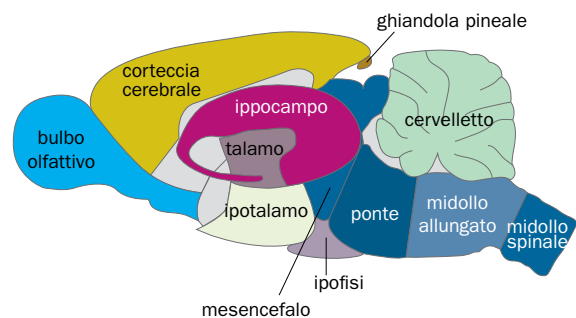 ghiandola pineale
corteccia
cerebrale
ippocampo
cervelletto
bulbo
olfattivo
talamo
ipotalamo
ponte
midollo
allungato
midollo
spinale
ipofisi
mesencefalo